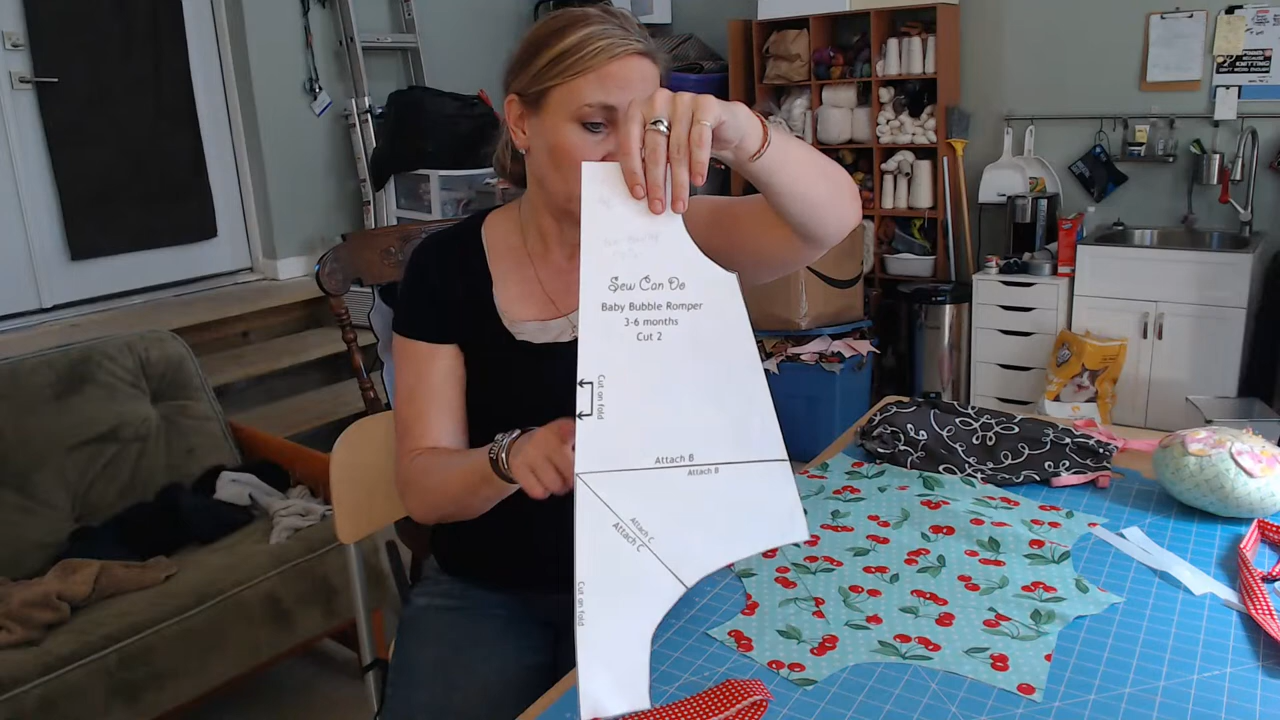 Sew Can Do
Baby Bubble Romper
3-6 months
Cut 2
Cut on fold
Attach B
Attach B
Attach C
Attach C
Cut on fold